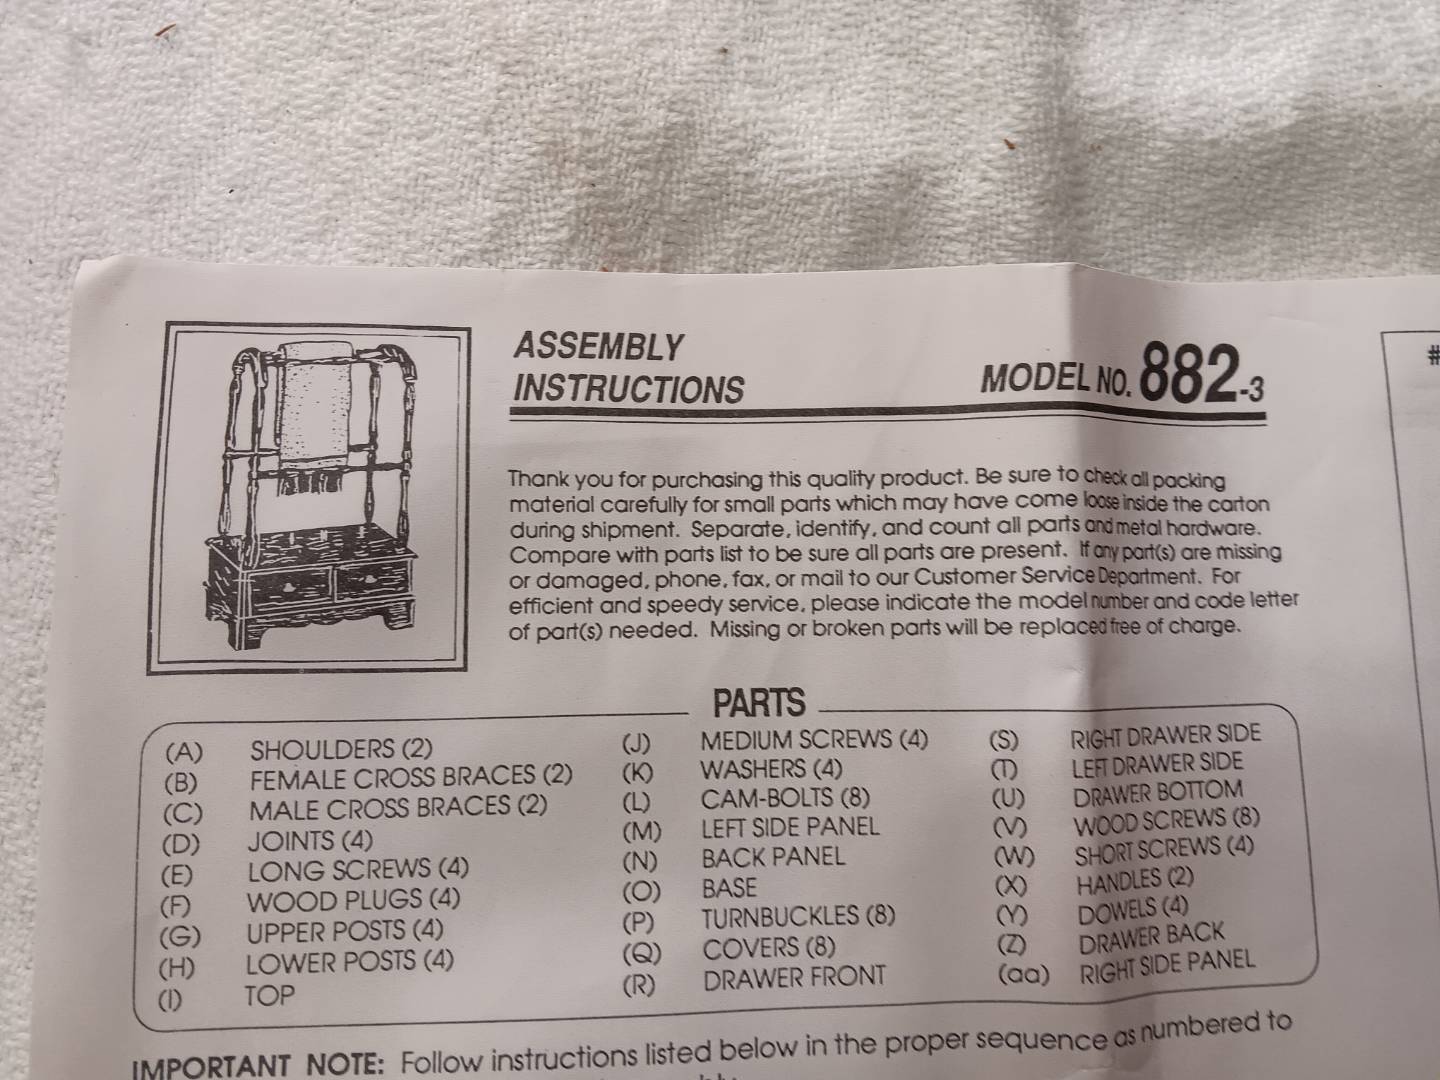 ASSEMBLY
INSTRUCTIONS
MODEL NO. 882-3
#
Thank you for purchasing this quality product. Be sure to check all packing
material carefully for small parts which may have come loose inside the carton
during shipment. Separate, identify, and count all parts and metal hardware.
Compare with parts list to be sure all parts are present. If any part(s) are missing
or damaged, phone, fax, or mail to our Customer Service Department. For
efficient and speedy service, please indicate the model number and code letter
of part(s) needed. Missing or broken parts will be replaced free of charge.
PARTS
(A) SHOULDERS (2)
(B) FEMALE CROSS BRACES (2)
(C) MALE CROSS BRACES (2)
(D) JOINTS (4)
(E) LONG SCREWS (4)
(F) WOOD PLUGS (4)
(G) UPPER POSTS (4)
(H) LOWER POSTS (4)
(I) TOP
(J) MEDIUM SCREWS (4)
(K) WASHERS (4)
(L) CAM-BOLTS (8)
(M) LEFT SIDE PANEL
(N) BACK PANEL
(O) BASE
(P) TURNBUCKLES (8)
(Q) COVERS (8)
(R) DRAWER FRONT
(S) RIGHT DRAWER SIDE
(T) LEFT DRAWER SIDE
(U) DRAWER BOTTOM
(V) WOOD SCREWS (8)
(W) SHORT SCREWS (4)
(X) HANDLES (2)
(Y) DOWELS (4)
(Z) DRAWER BACK
(aa) RIGHT SIDE PANEL
IMPORTANT NOTE: Follow instructions listed below in the proper sequence as numbered to